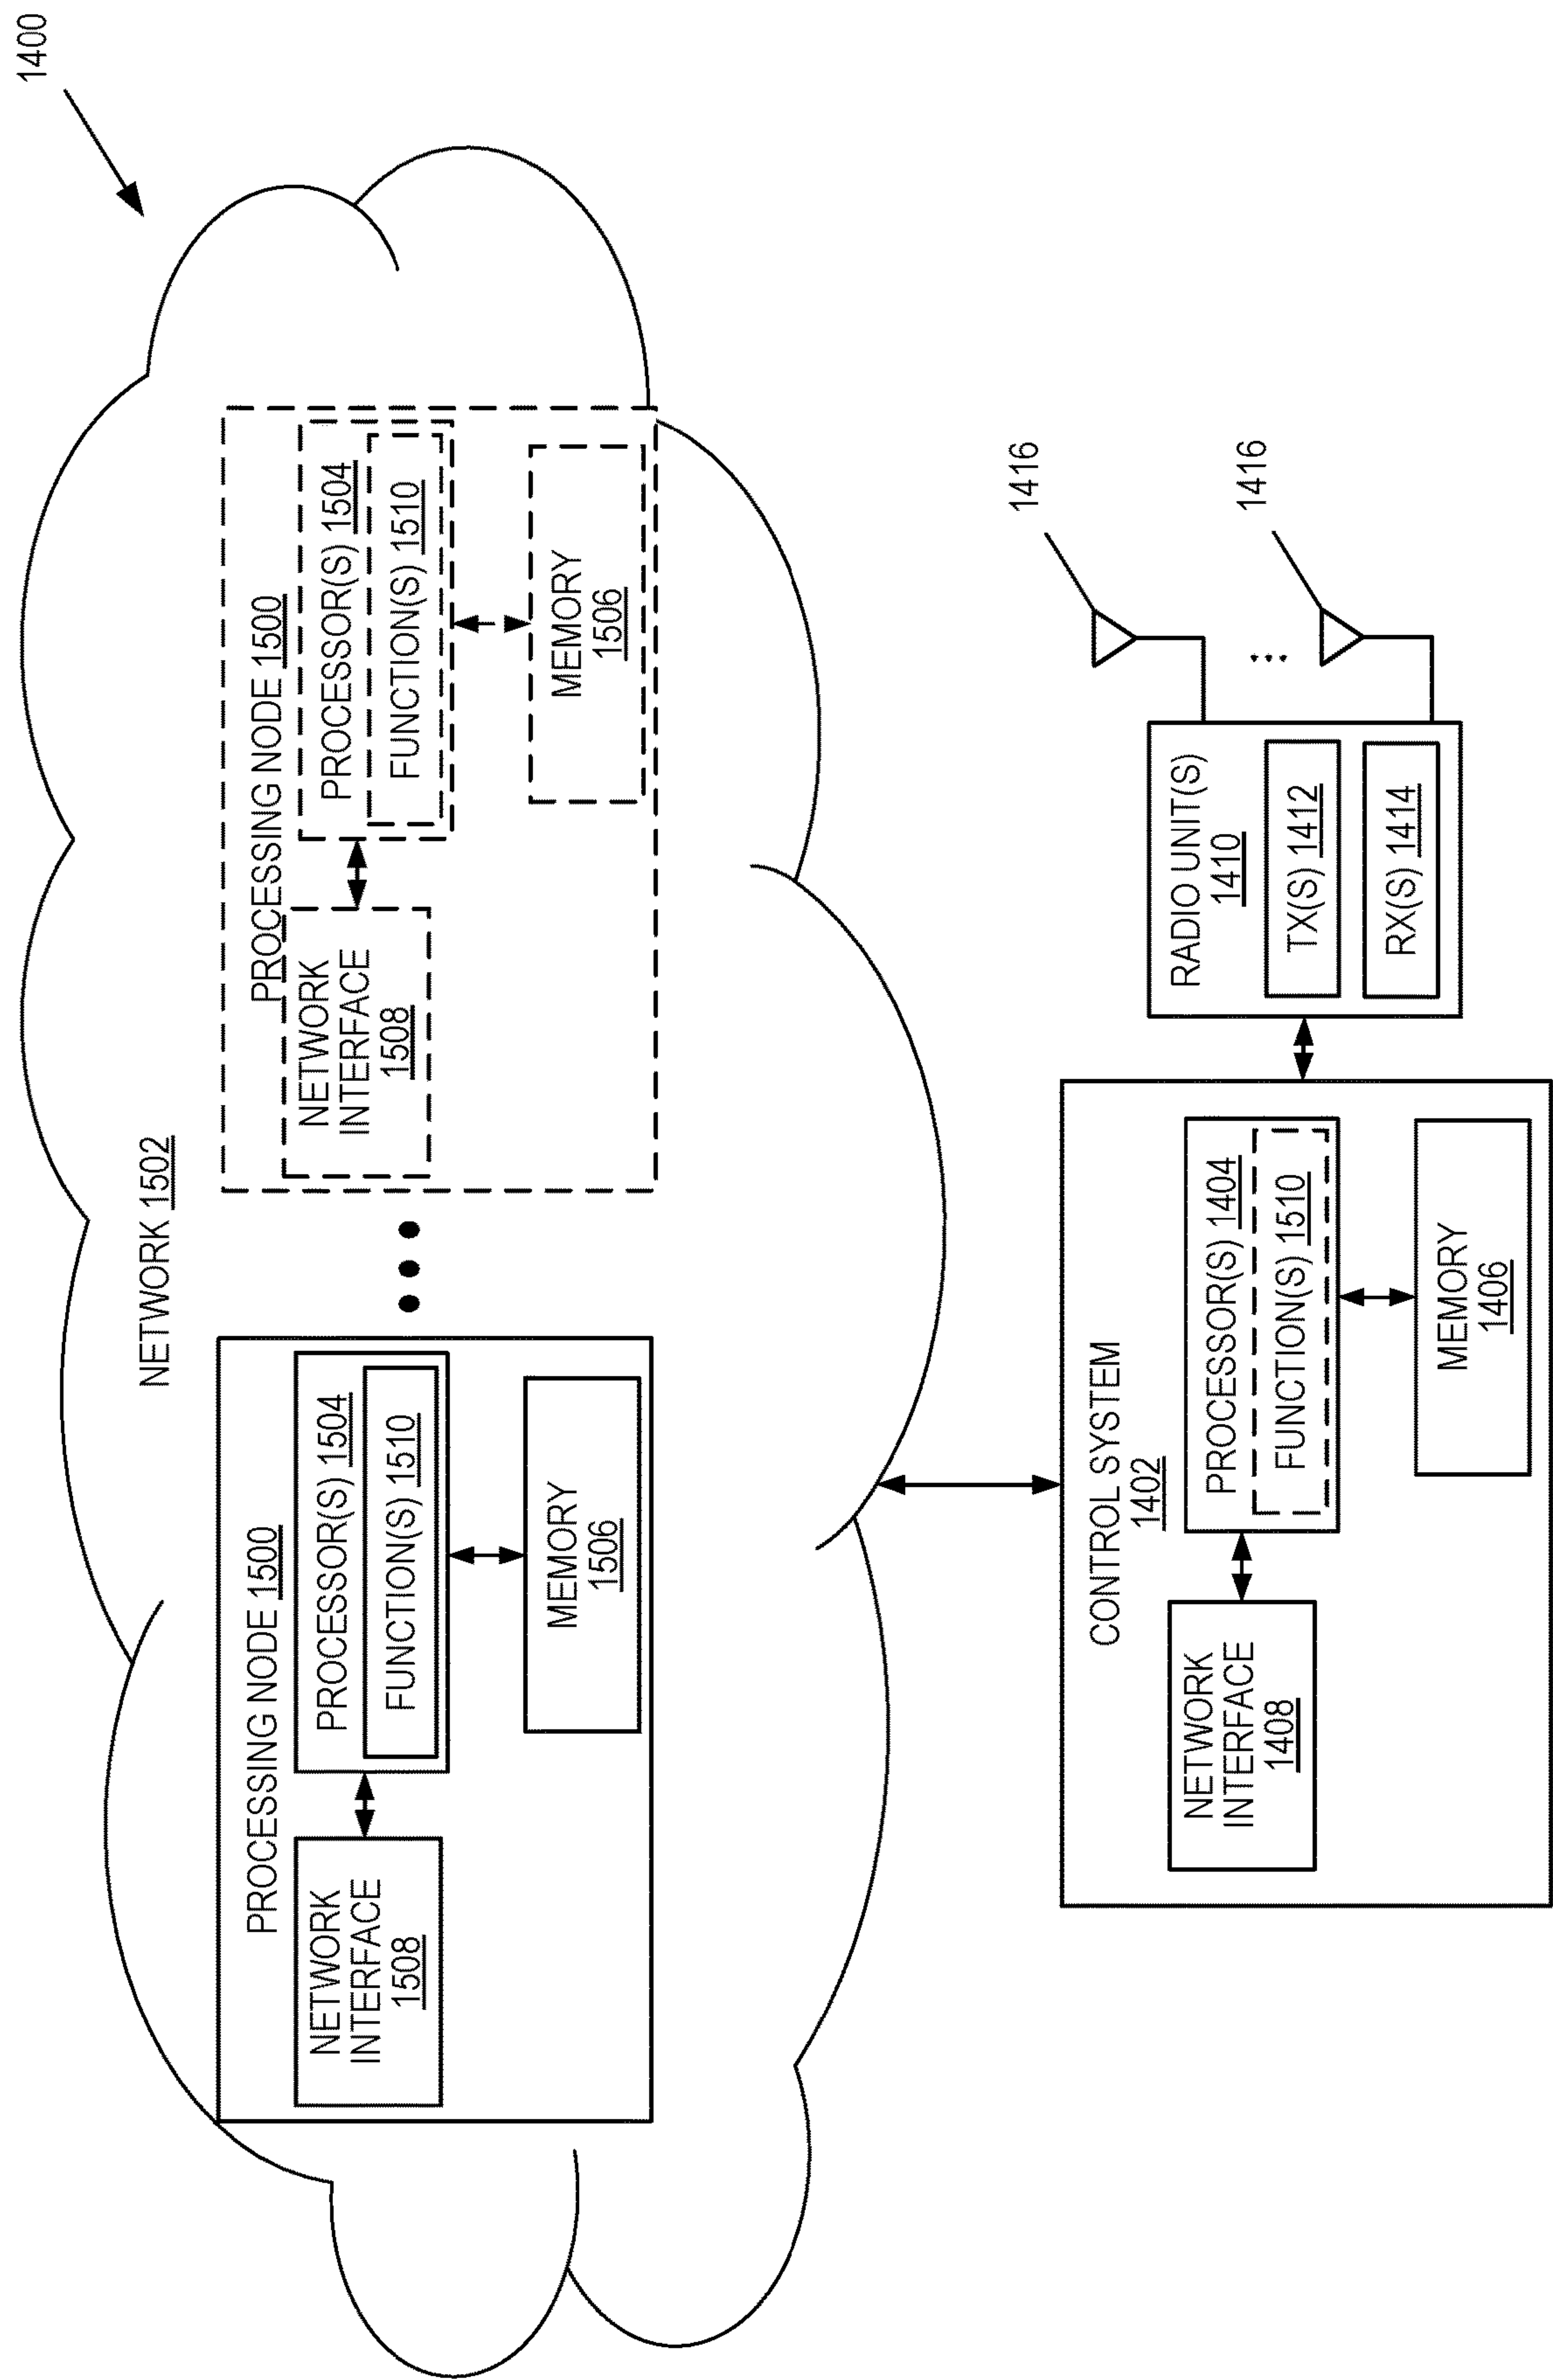 1400
NETWORK 1502
PROCESSING NODE 1500
NETWORK
INTERFACE
1508
PROCESSOR(S) 1504
FUNCTION(S) 1510
MEMORY
1506
PROCESSING NODE 1500
NETWORK
INTERFACE
1508
PROCESSOR(S) 1504
FUNCTION(S) 1510
MEMORY
1506
CONTROL SYSTEM
1402
NETWORK
INTERFACE
1408
PROCESSOR(S) 1404
FUNCTION(S) 1510
MEMORY
1406
RADIO UNIT(S)
1410
TX(S) 1412
RX(S) 1414
1416
1416